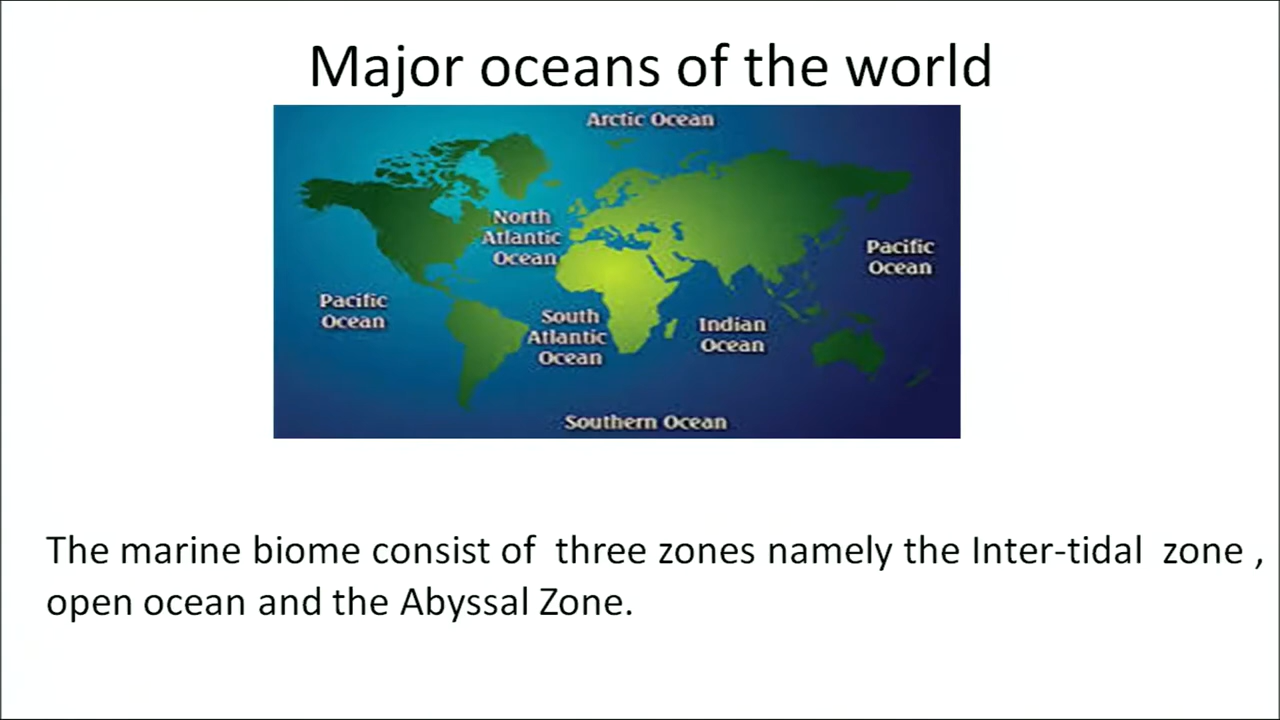 Major oceans of the world
Arctic Ocean
North
Atlantic
Ocean
Pacific
Ocean
Pacific
Ocean
South
Atlantic
Ocean
Indian
Ocean
Southern Ocean
The marine biome consist of  three zones namely the Inter-tidal  zone ,
open ocean and the Abyssal Zone.